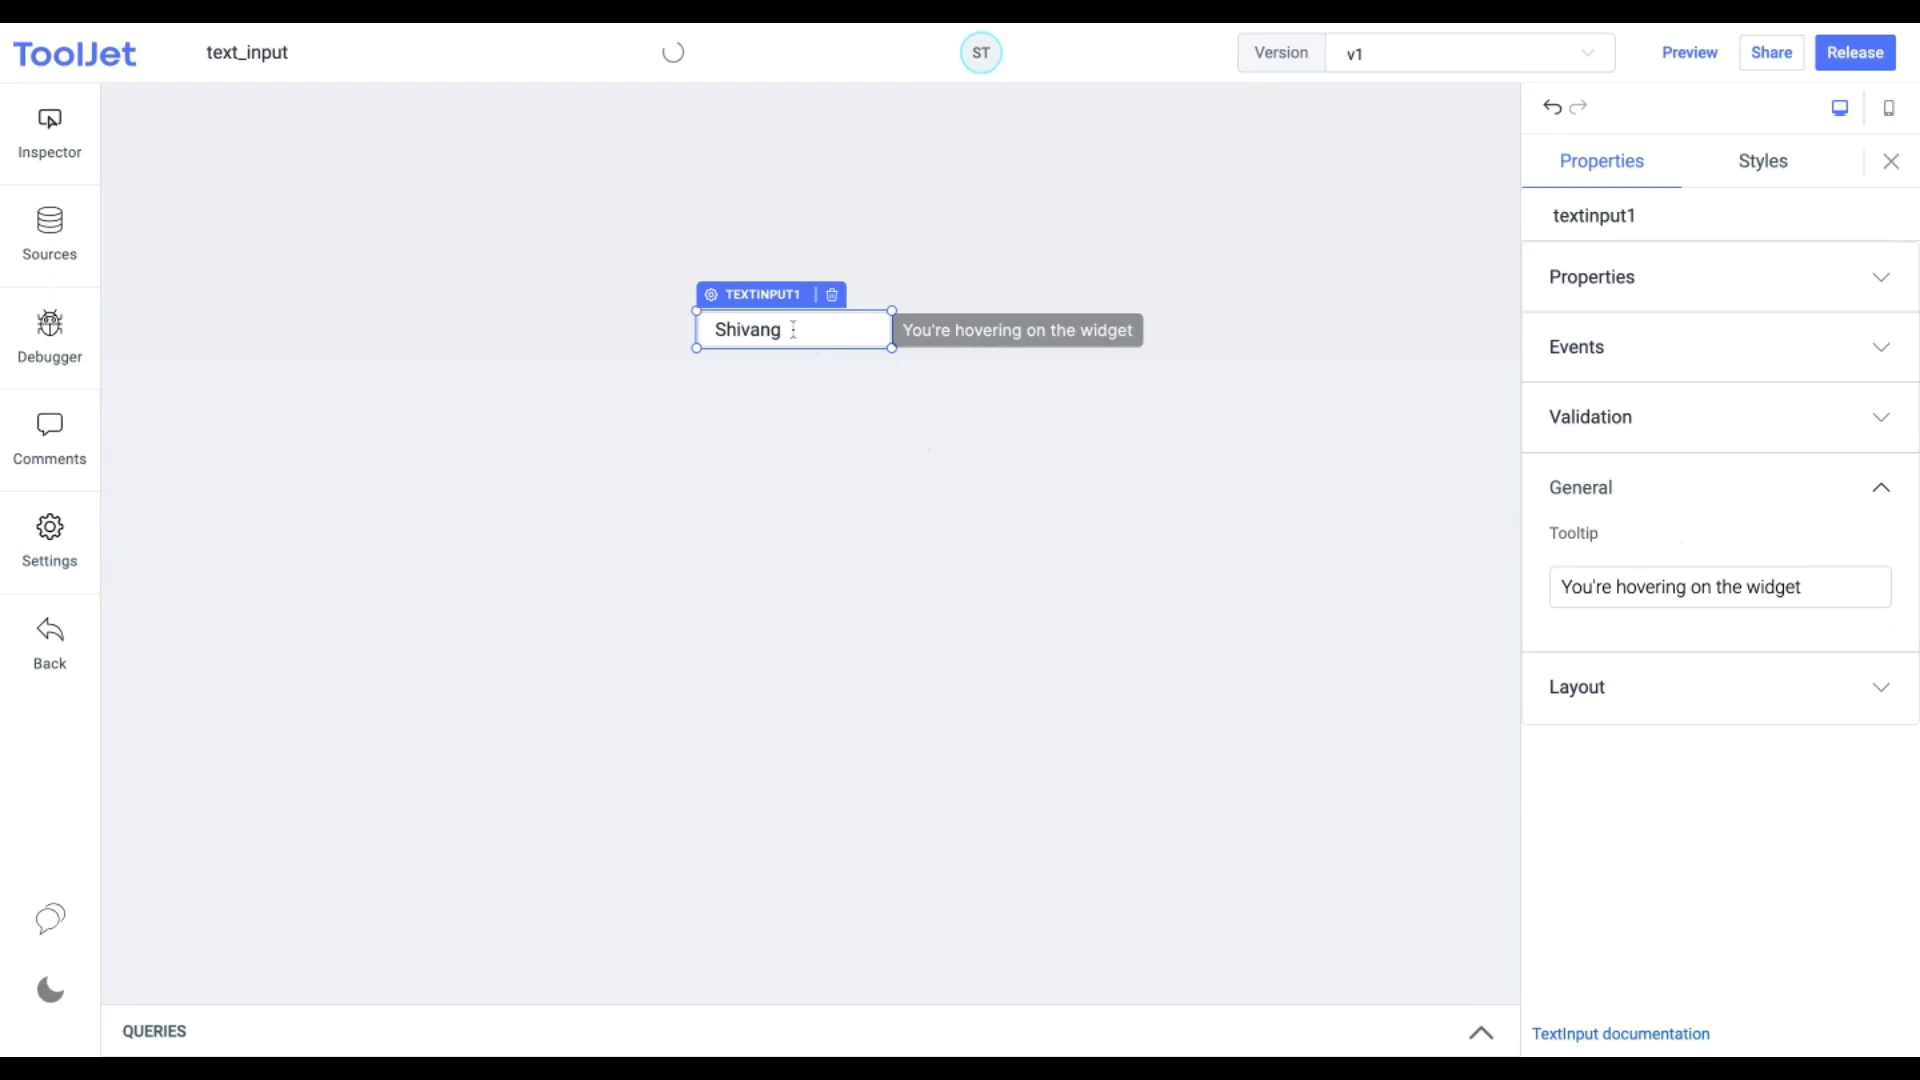 ToolJet
text_input
ST
Version
v1
Preview
Share
Release
Inspector
Sources
Debugger
Comments
Settings
Back
TEXTINPUT1
Shivang
You're hovering on the widget
Properties
Styles
textinput1
Properties
Events
Validation
General
Tooltip
You're hovering on the widget
Layout
QUERIES
TextInput documentation